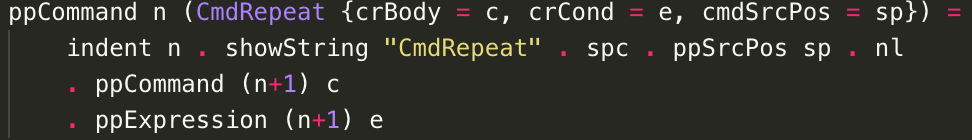 ppCommand n (CmdRepeat {crBody = c, crCond = e, cmdSrcPos = sp}) =
    indent n . showString "CmdRepeat" . spc . ppSrcPos sp . nl
    . ppCommand (n+1) c
    . ppExpression (n+1) e